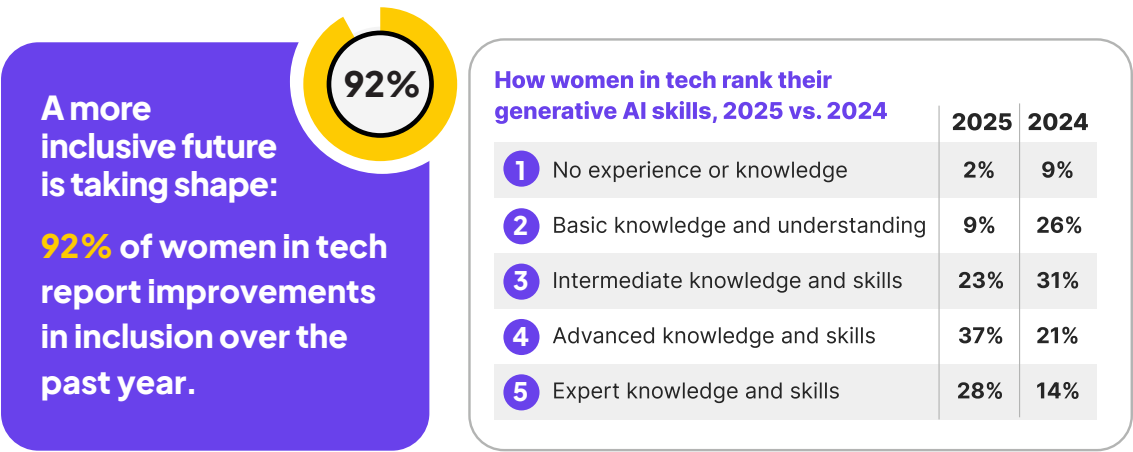 92%
A more
inclusive future
is taking shape:
92% of women in tech
report improvements
in inclusion over the
past year.
How women in tech rank their
generative AI skills, 2025 vs. 2024
2025 2024
1 No experience or knowledge 2% 9%
2 Basic knowledge and understanding 9% 26%
3 Intermediate knowledge and skills 23% 31%
4 Advanced knowledge and skills 37% 21%
5 Expert knowledge and skills 28% 14%